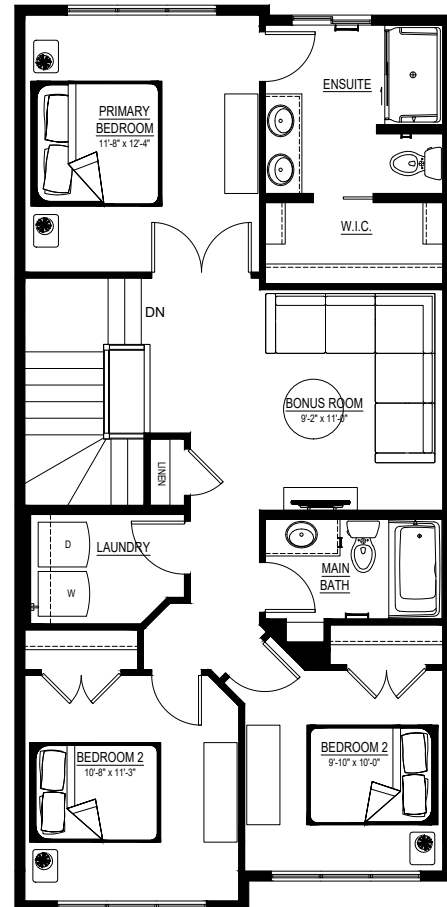 ENSUITE
PRIMARY
BEDROOM
11'-8" x 12'-4"
W.I.C.
DN
BONUS ROOM
9'-2" x 11'-0"
LINEN
D
LAUNDRY
W
MAIN
BATH
BEDROOM 2
10'-8" x 11'-3"
BEDROOM 2
9'-10" x 10'-0"